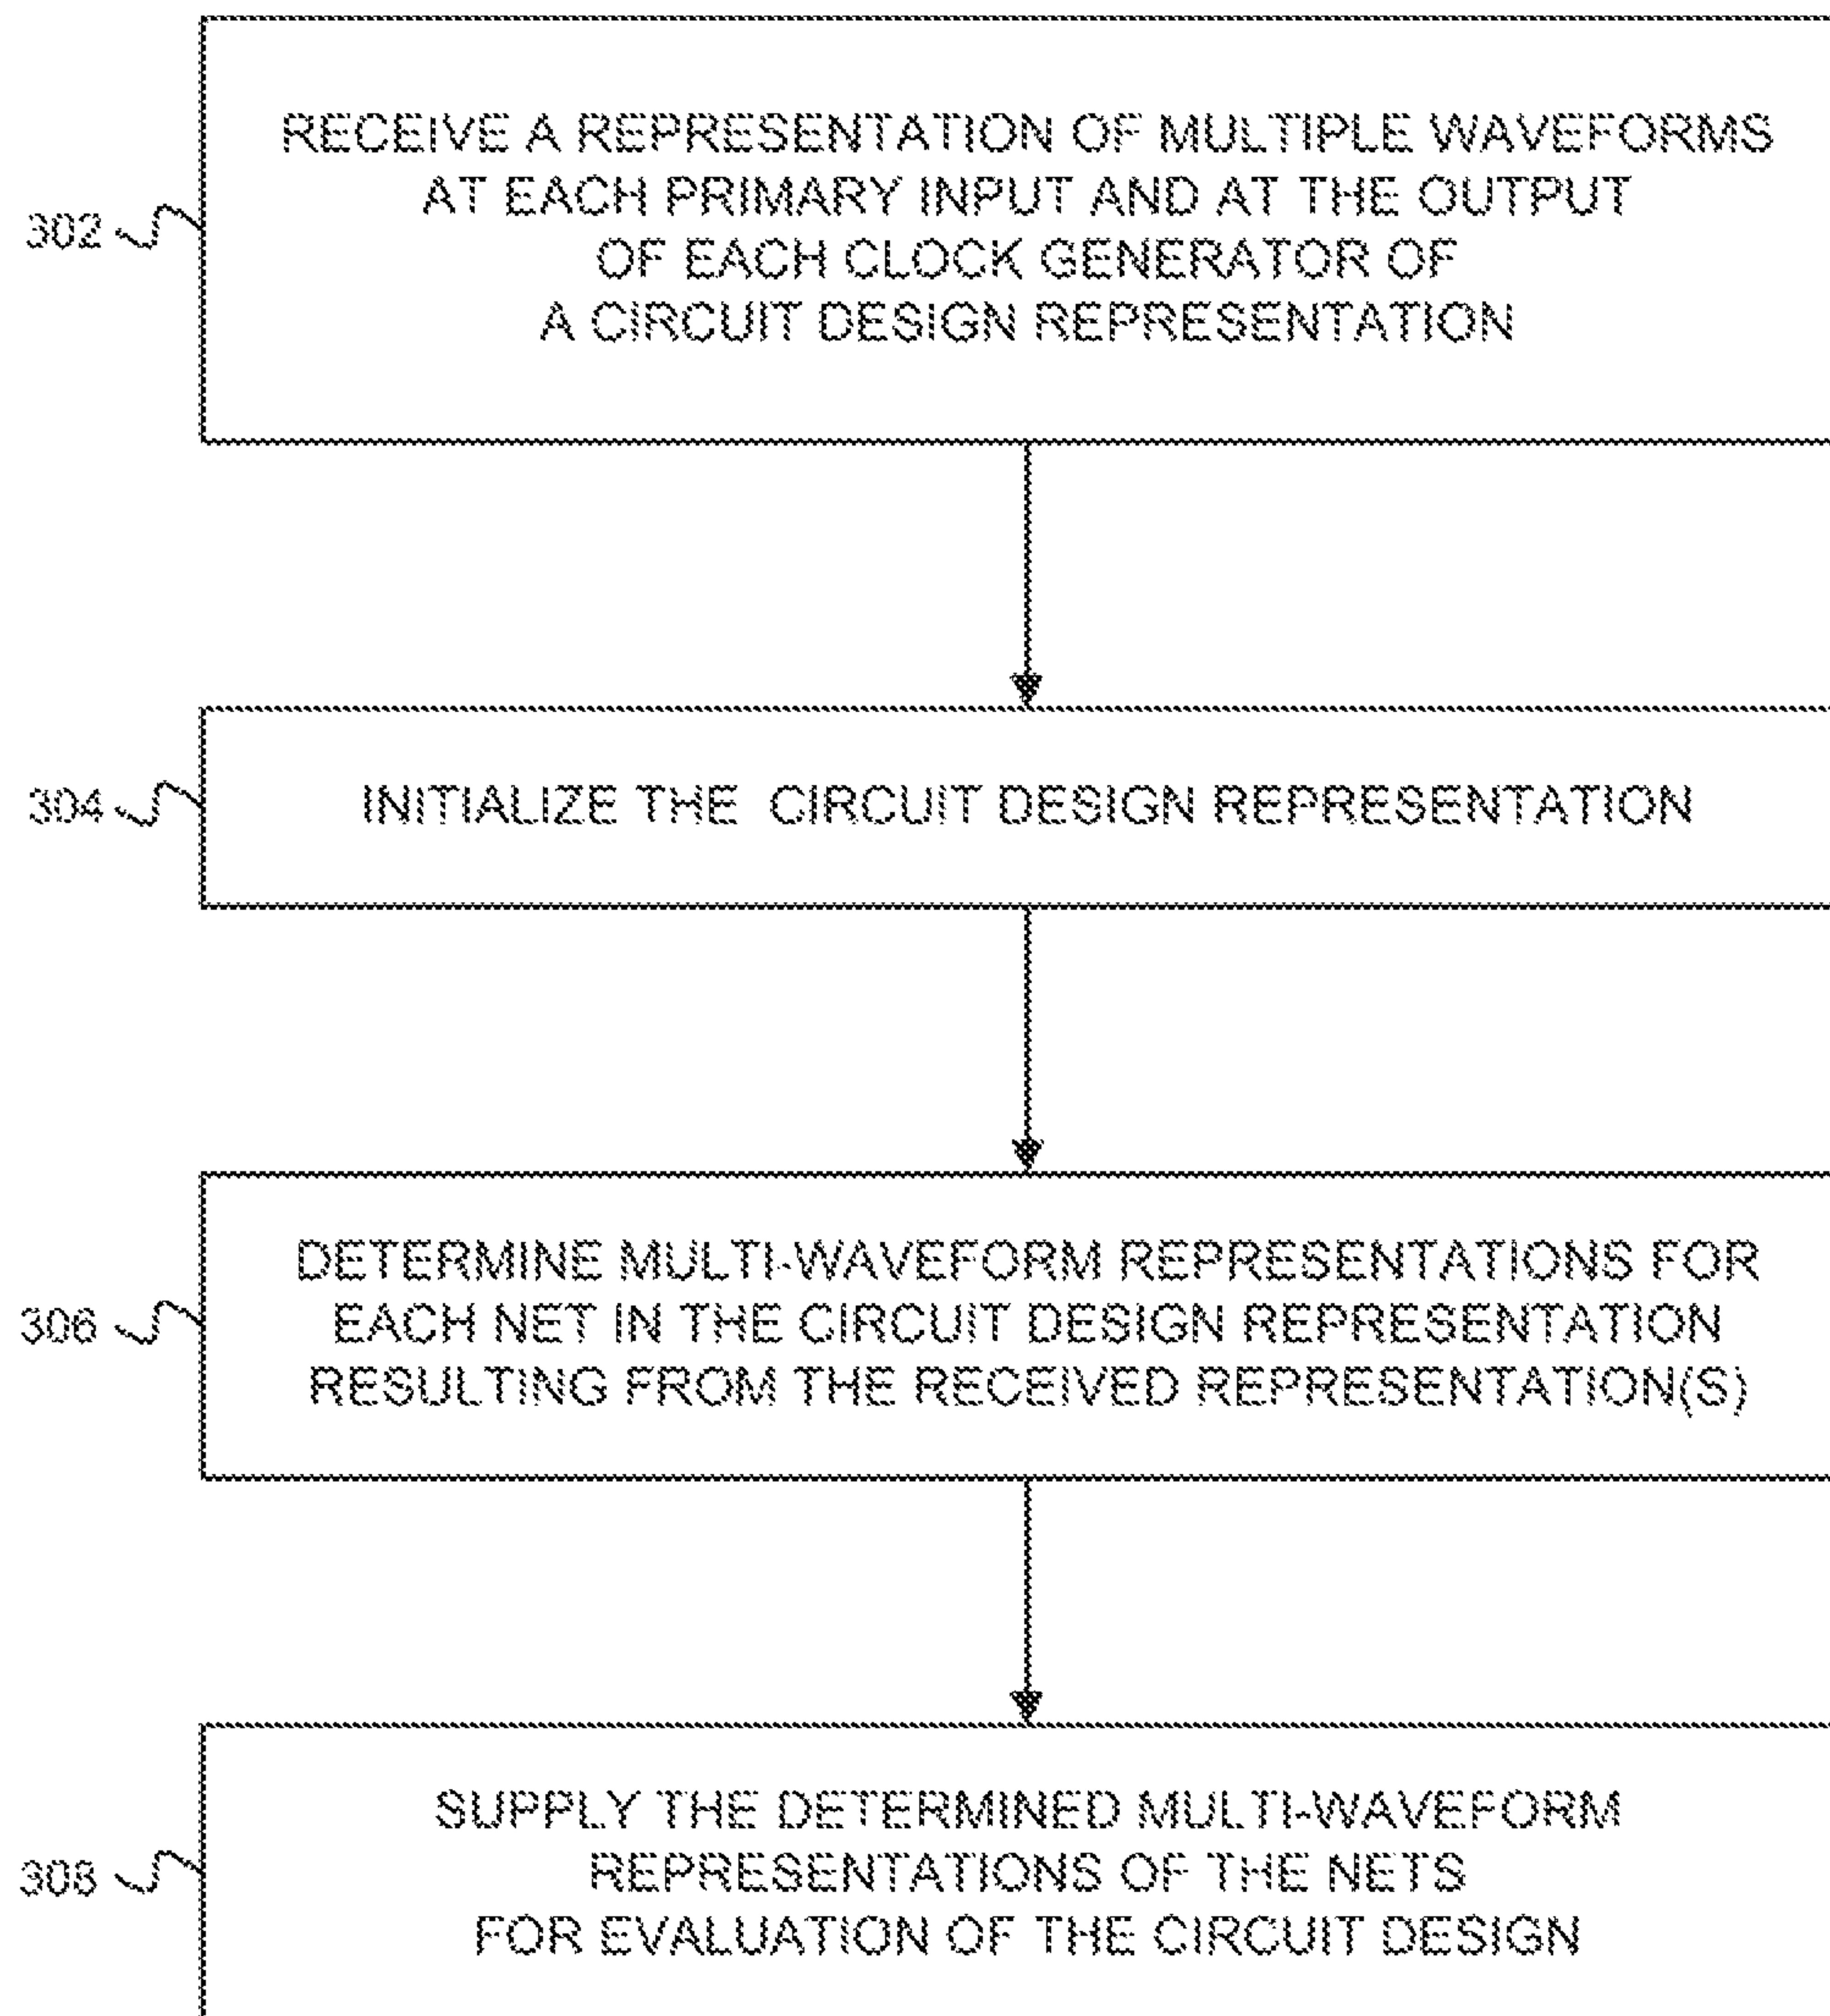 RECEIVE A REPRESENTATION OF MULTIPLE WAVEFORMS
AT EACH PRIMARY INPUT AND AT THE OUTPUT
OF EACH CLOCK GENERATOR OF
A CIRCUIT DESIGN REPRESENTATION
302
304
INITIALIZE THE CIRCUIT DESIGN REPRESENTATION
DETERMINE MULTI-WAVEFORM REPRESENTATIONS FOR
EACH NET IN THE CIRCUIT DESIGN REPRESENTATION
RESULTING FROM THE RECEIVED REPRESENTATION(S)
306
SUPPLY THE DETERMINED MULTI-WAVEFORM
REPRESENTATIONS OF THE NETS
FOR EVALUATION OF THE CIRCUIT DESIGN
308